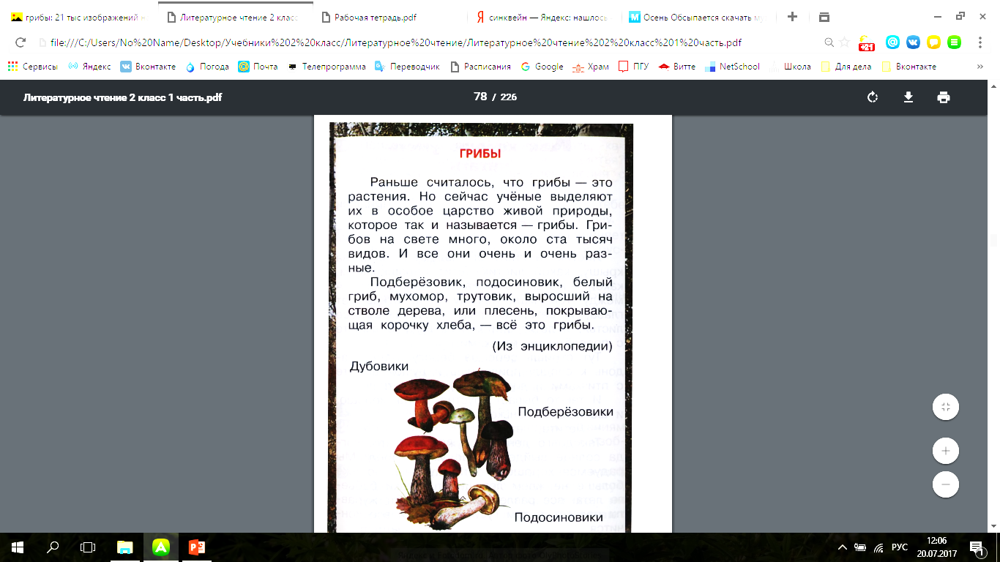 грибы: 21 тыс изображений н
Литературное чтение 2 класс
Рабочая тетрадь.pdf
синквейн — Яндекс: нашлось
Осень Обсыпается скачать му
file:///C:/Users/No%20Name/Desktop/Учебники%202%20класс/Литературное%20чтение/Литературное%20чтение%202%20класс%201%20часть.pdf
+21
Сервисы
Яндекс
Вконтакте
Погода
Почта
Телепрограмма
Переводчик
Расписания
Google
Храм
ПГУ
Витте
NetSchool
Школа
Для дела
Вконтакте
Литературное чтение 2 класс 1 часть.pdf
78 / 226
ГРИБЫ
Раньше считалось, что грибы — это
растения. Но сейчас учёные выделяют
их в особое царство живой природы,
которое так и называется — грибы. Гри-
бов на свете много, около ста тысяч
видов. И все они очень и очень раз-
ные.
Подберёзовик, подосиновик, белый
гриб, мухомор, трутовик, выросший на
стволе дерева, или плесень, покрываю-
щая корочку хлеба, — всё это грибы.
(Из энциклопедии)
Дубовики
Подберёзовики
Подосиновики
РУС
12:06
20.07.2017
1